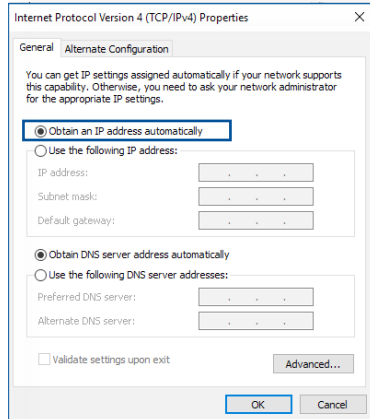 Internet Protocol Version 4 (TCP/IPv4) Properties
General
Alternate Configuration
You can get IP settings assigned automatically if your network supports
this capability. Otherwise, you need to ask your network administrator
for the appropriate IP settings.
Obtain an IP address automatically
Use the following IP address:
IP address:
Subnet mask:
Default gateway:
Obtain DNS server address automatically
Use the following DNS server addresses:
Preferred DNS server:
Alternate DNS server:
Validate settings upon exit
Advanced...
OK
Cancel